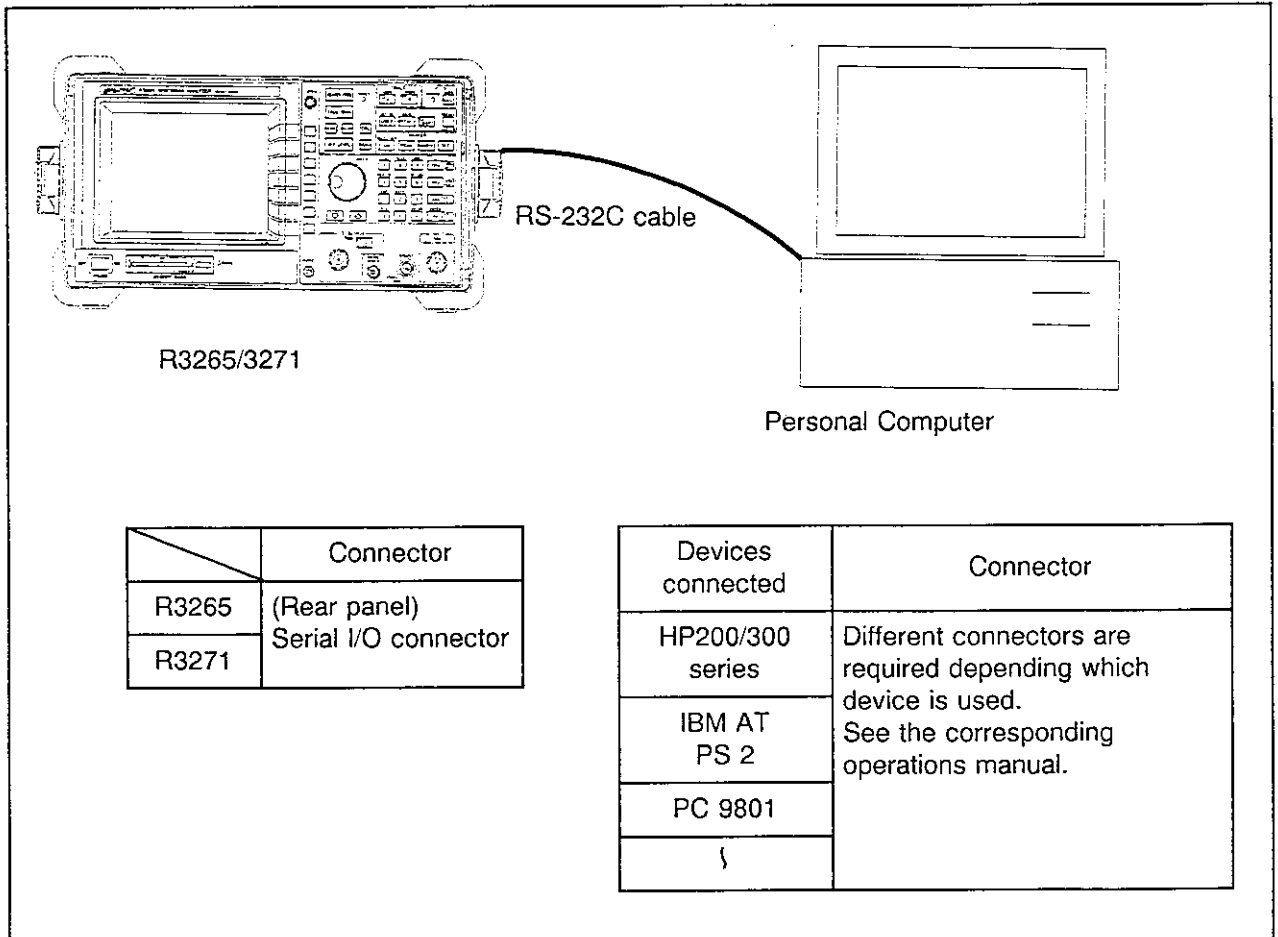 RS-232C cable
R3265/3271
Personal Computer
Connector
R3265
(Rear panel)
Serial I/O connector
R3271
Devices
connected
Connector
HP200/300
series
Different connectors are
required depending which
device is used.
See the corresponding
operations manual.
IBM AT
PS 2
PC 9801